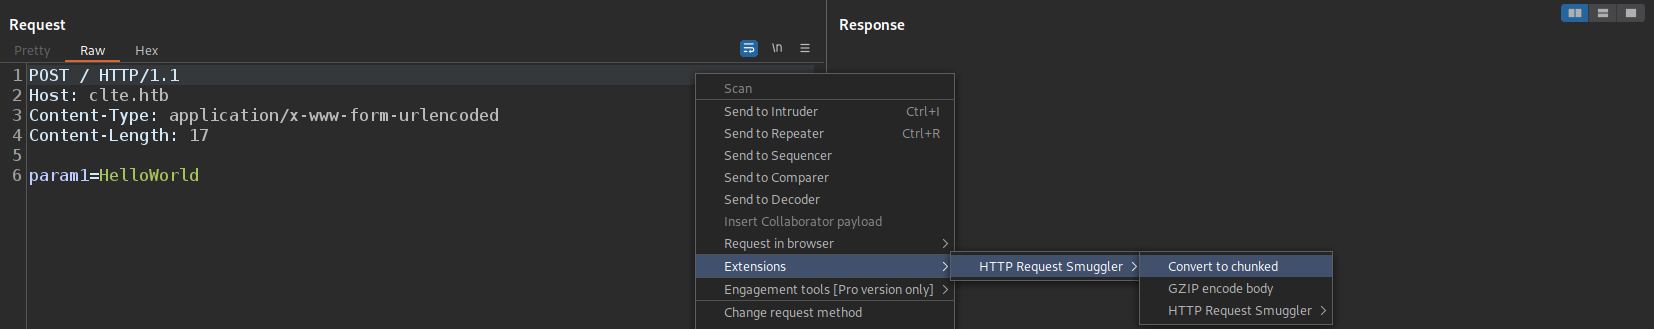 Request
Response
Pretty Raw Hex
\n
1 POST / HTTP/1.1
2 Host: clte.htb
3 Content-Type: application/x-www-form-urlencoded
4 Content-Length: 17
5
6 param1=HelloWorld
Scan
Send to Intruder Ctrl+I
Send to Repeater Ctrl+R
Send to Sequencer
Send to Comparer
Send to Decoder
Insert Collaborator payload
Request in browser
Extensions
Engagement tools [Pro version only]
Change request method
HTTP Request Smuggler
Convert to chunked
GZIP encode body
HTTP Request Smuggler